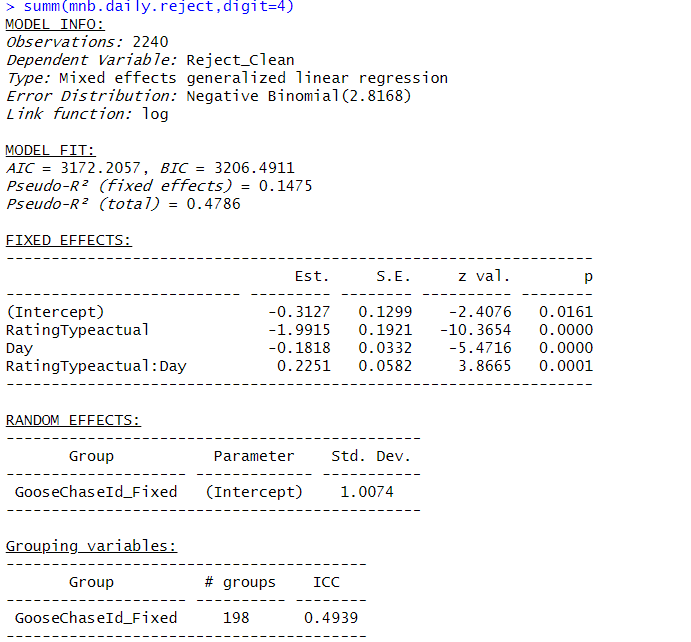 > summ(mnb.daily.reject,digit=4)
MODEL INFO:
Observations: 2240
Dependent Variable: Reject_Clean
Type: Mixed effects generalized linear regression
Error Distribution: Negative Binomial(2.8168)
Link function: log
MODEL FIT:
AIC = 3172.2057, BIC = 3206.4911
Pseudo-R² (fixed effects) = 0.1475
Pseudo-R² (total) = 0.4786
FIXED EFFECTS:
Est. S.E. z val. p
(Intercept) -0.3127 0.1299 -2.4076 0.0161
RatingTypeactual -1.9915 0.1921 -10.3654 0.0000
Day -0.1818 0.0332 -5.4716 0.0000
RatingTypeactual:Day 0.2251 0.0582 3.8665 0.0001
RANDOM EFFECTS:
Group Parameter Std. Dev.
GooseChaseId_Fixed (Intercept) 1.0074
Grouping variables:
Group # groups ICC
GooseChaseId_Fixed 198 0.4939